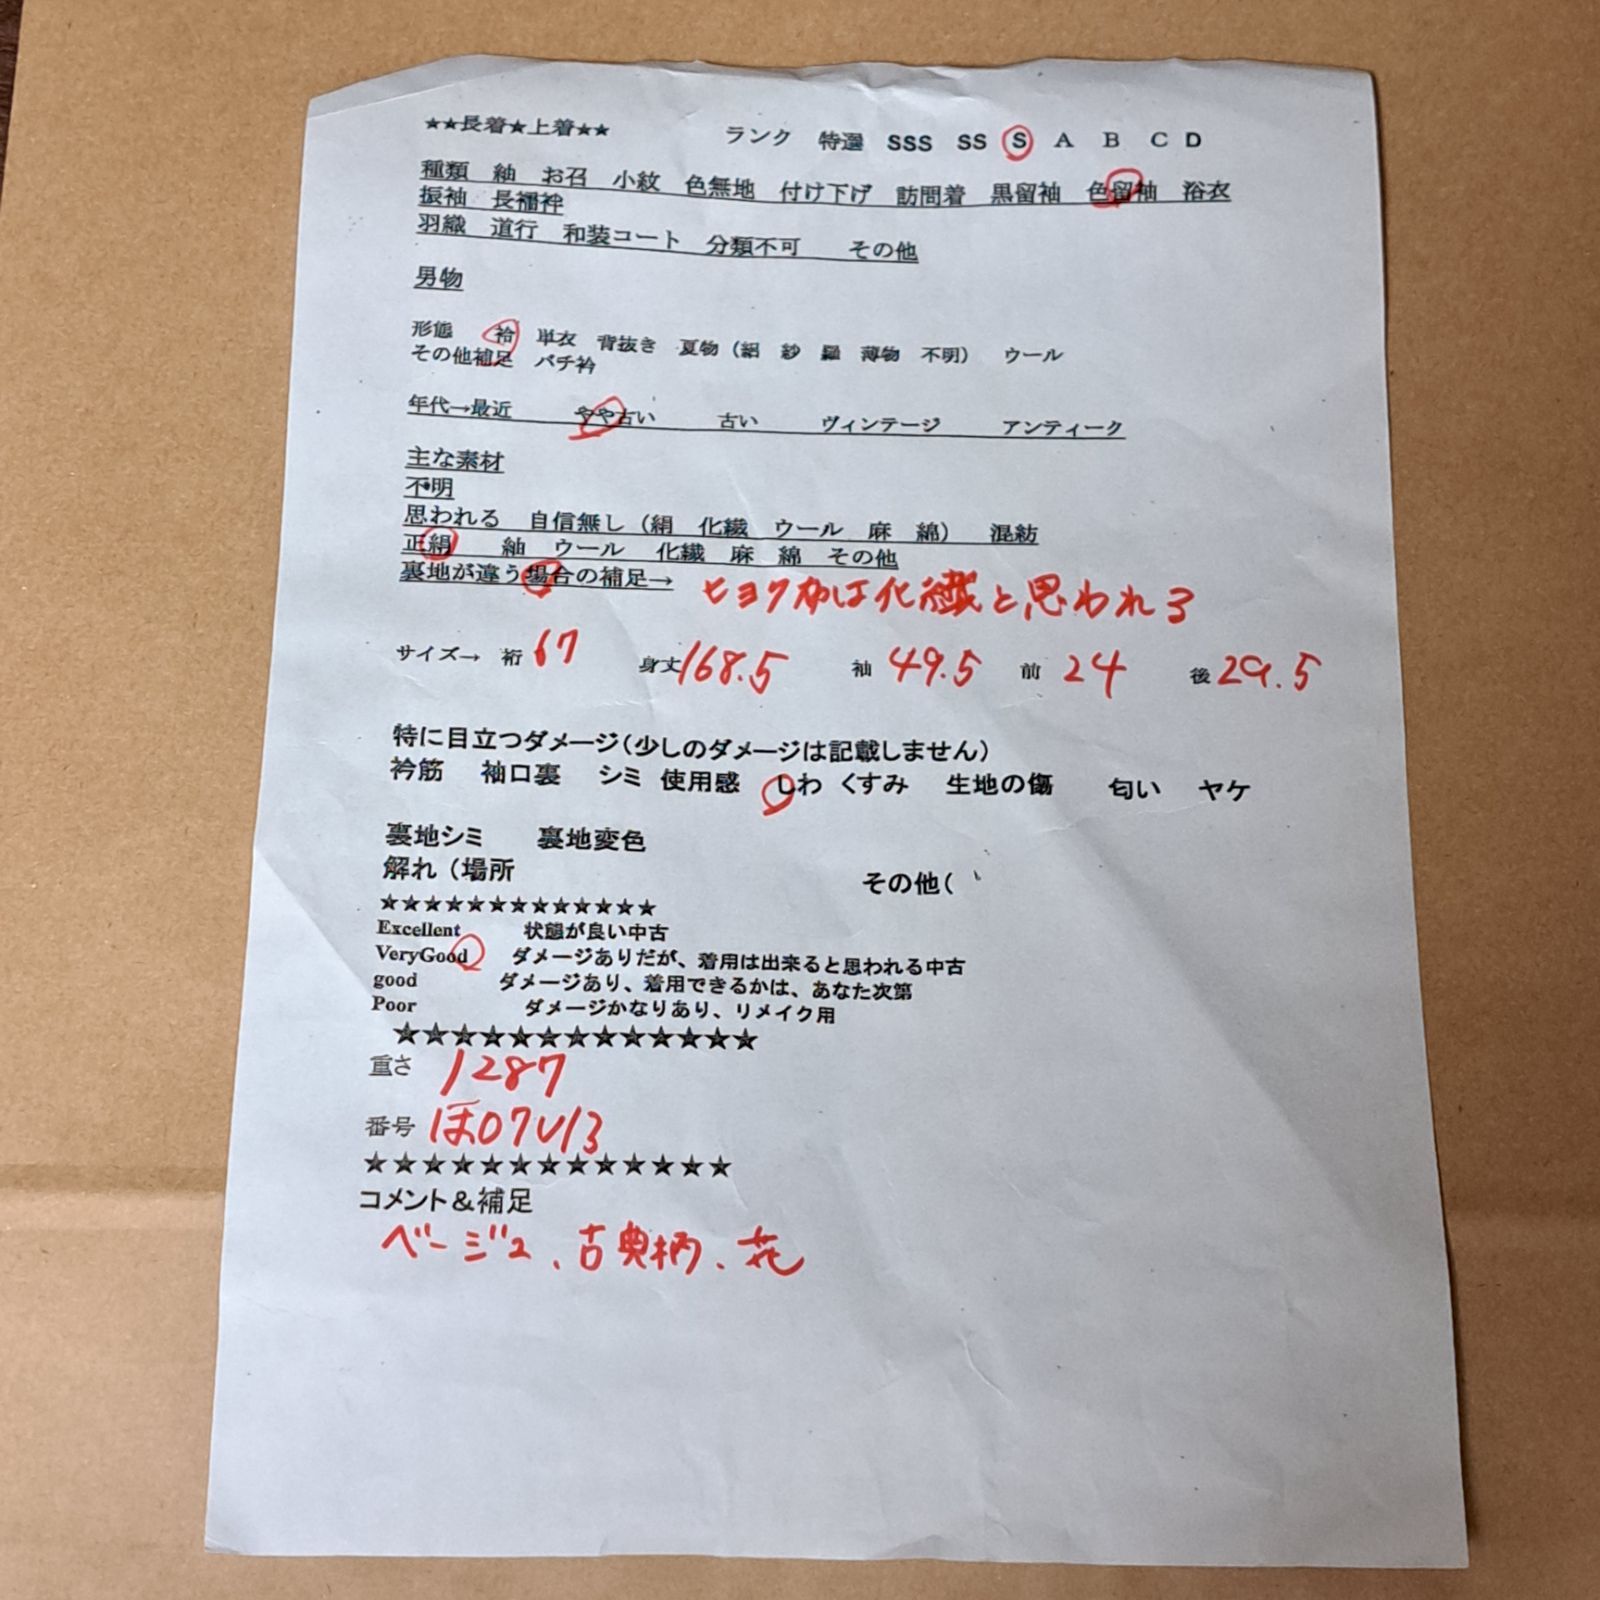 ★★長着★上着★★　ランク　特選　SSS　SS　S　A　B　C　D
種類　紬　お召　小紋　色無地　付け下げ　訪問着　黒留袖　色留袖　浴衣
振袖　長襦袢
羽織　道行　和装コート　分類不可　その他
男物
形態　袷　単衣　背抜き　夏物（絽　紗　羅　薄物　不明）　ウール
その他補足　バチ衿
年代→最近　やや古い　古い　ヴィンテージ　アンティーク
主な素材
不明
思われる　自信無し（絹　化繊　ウール　麻　綿）　混紡
正絹　紬　ウール　化繊　麻　綿　その他
裏地が違う場合の補足→　ヒヨク布は化繊と思われる
サイズ→　裄 67　身丈 168.5　袖 49.5　前 24　後 29.5
特に目立つダメージ（少しのダメージは記載しません）
衿筋　袖口裏　シミ　使用感　しわ　くすみ　生地の傷　匂い　ヤケ
裏地シミ　裏地変色
解れ（場所　その他（
★★★★★★★★★★★★★
Excellent　状態が良い中古
VeryGood　ダメージありだが、着用は出来ると思われる中古
good　ダメージあり、着用できるかは、あなた次第
Poor　ダメージかなりあり、リメイク用
★★★★★★★★★★★★★
重さ　1287
番号　ほ07V13
★★★★★★★★★★★★★
コメント＆補足
ベージュ、古典柄、花